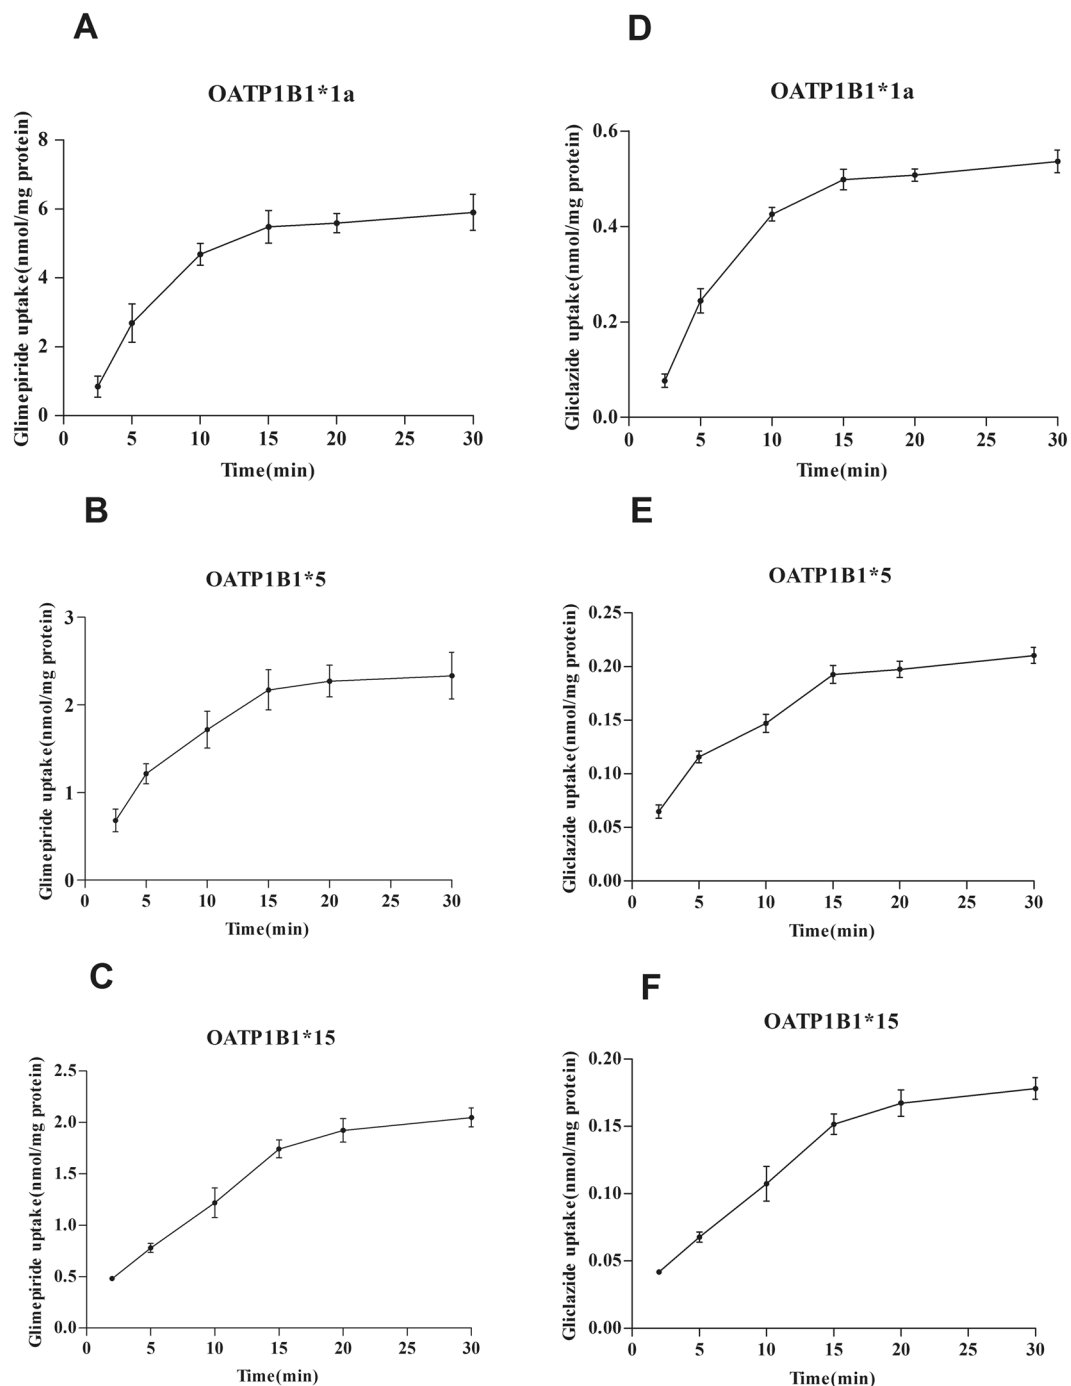 A
OATP1B1*1a
Glimepiride uptake(nmol/mg protein)
8
6
4
2
0
0 5 10 15 20 25 30
Time(min)
D
OATP1B1*1a
Gliclazide uptake(nmol/mg protein)
0.6
0.4
0.2
0.0
0 5 10 15 20 25 30
Time(min)
B
OATP1B1*5
Glimepiride uptake(nmol/mg protein)
3
2
1
0
0 5 10 15 20 25 30
Time(min)
E
OATP1B1*5
Gliclazide uptake(nmol/mg protein)
0.25
0.20
0.15
0.10
0.05
0.00
0 5 10 15 20 25 30
Time(min)
C
OATP1B1*15
Glimepiride uptake(nmol/mg protein)
2.5
2.0
1.5
1.0
0.5
0.0
0 5 10 15 20 25 30
Time(min)
F
OATP1B1*15
Gliclazide uptake(nmol/mg protein)
0.20
0.15
0.10
0.05
0.00
0 5 10 15 20 25 30
Time(min)